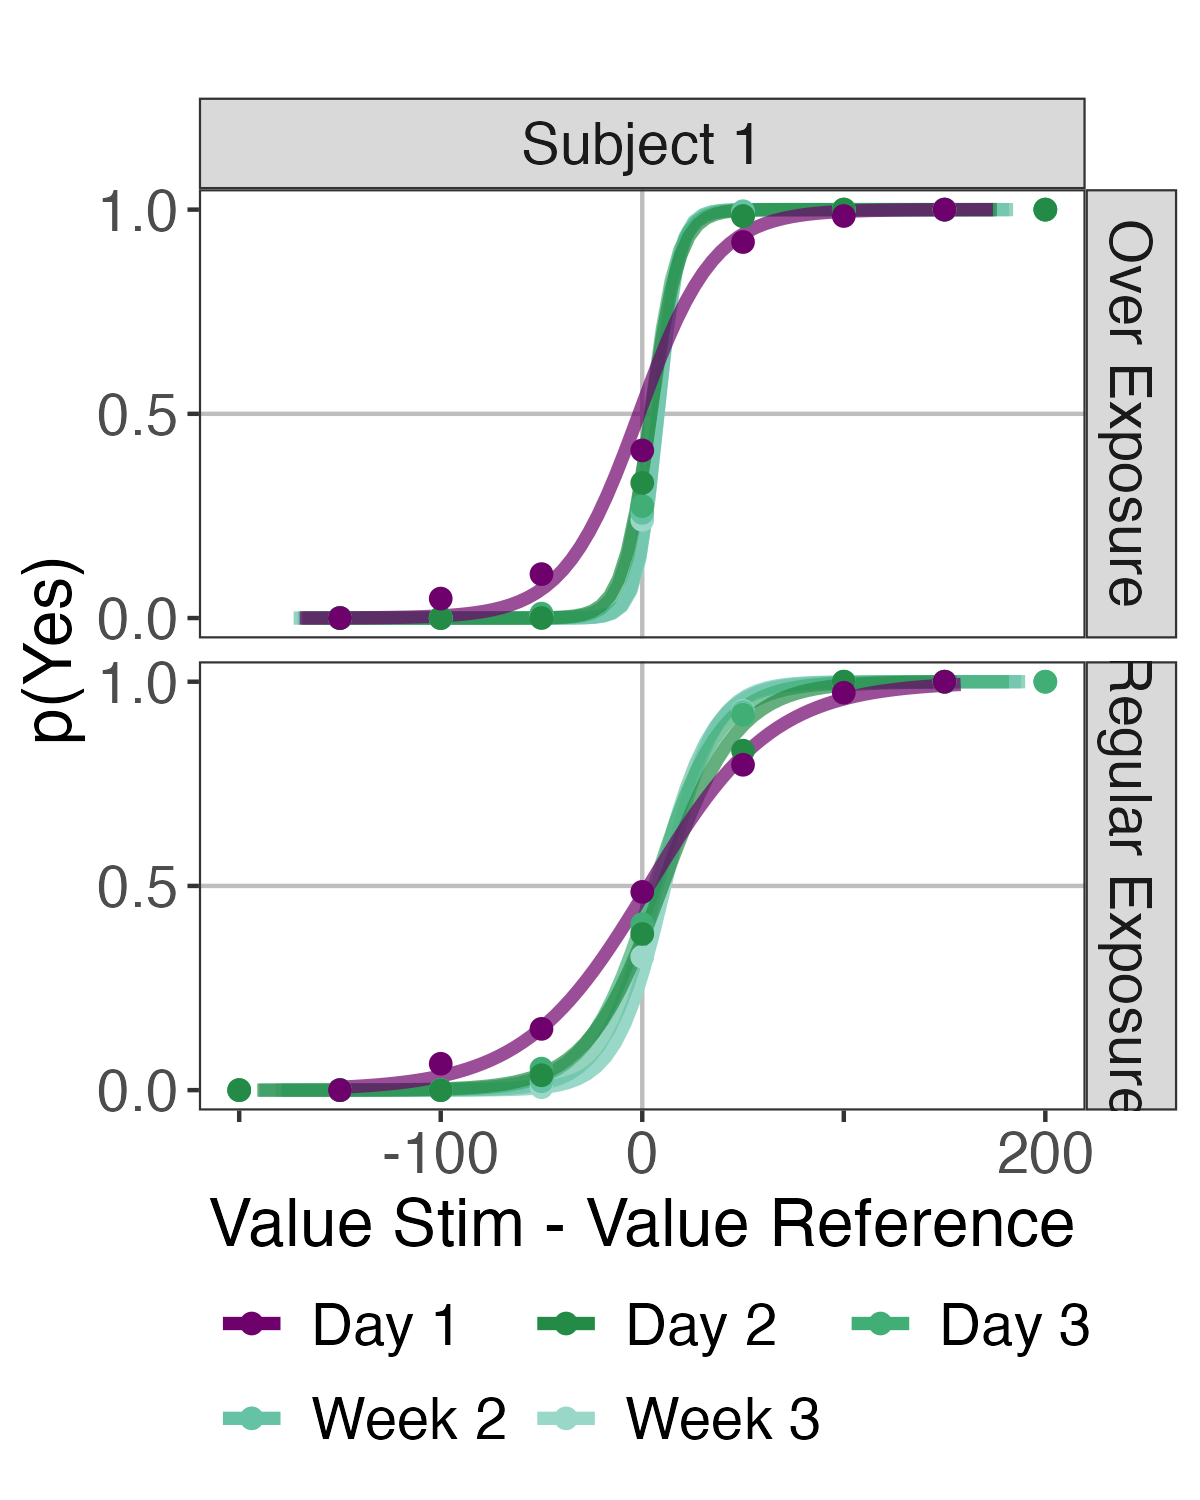 Subject 1
1.0
0.5
0.0
Over Exposure
p(Yes)
1.0
0.5
0.0
Regular Exposure
-100 0 200
Value Stim - Value Reference
Day 1 Day 2 Day 3
Week 2 Week 3